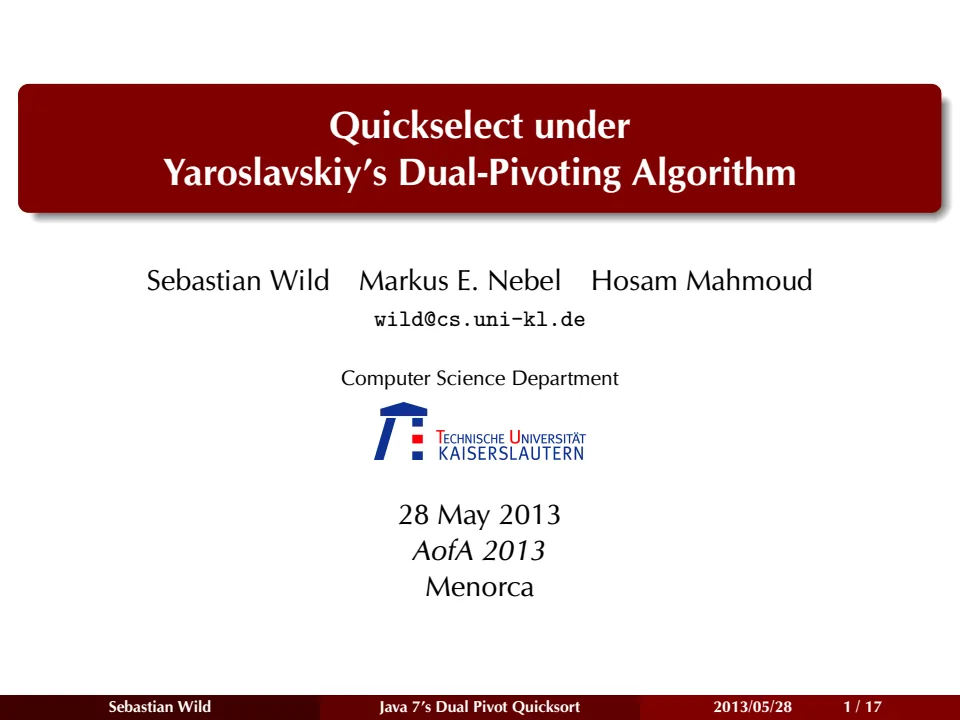 Quickselect under
Yaroslavskiy's Dual-Pivoting Algorithm
Sebastian Wild Markus E. Nebel Hosam Mahmoud
wild@cs.uni-kl.de
Computer Science Department
TECHNISCHE UNIVERSITÄT
KAISERSLAUTERN
28 May 2013
AofA 2013
Menorca
Sebastian Wild Java 7's Dual Pivot Quicksort 2013/05/28 1 / 17